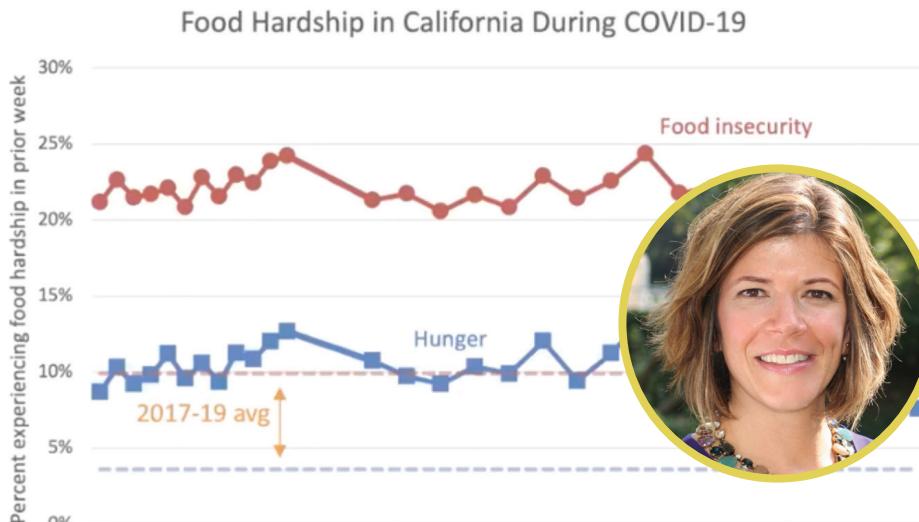 Food Hardship in California During COVID-19
Percent experiencing food hardship in prior week
30%
25%
20%
15%
10%
5%
0%
Food insecurity
Hunger
2017-19 avg